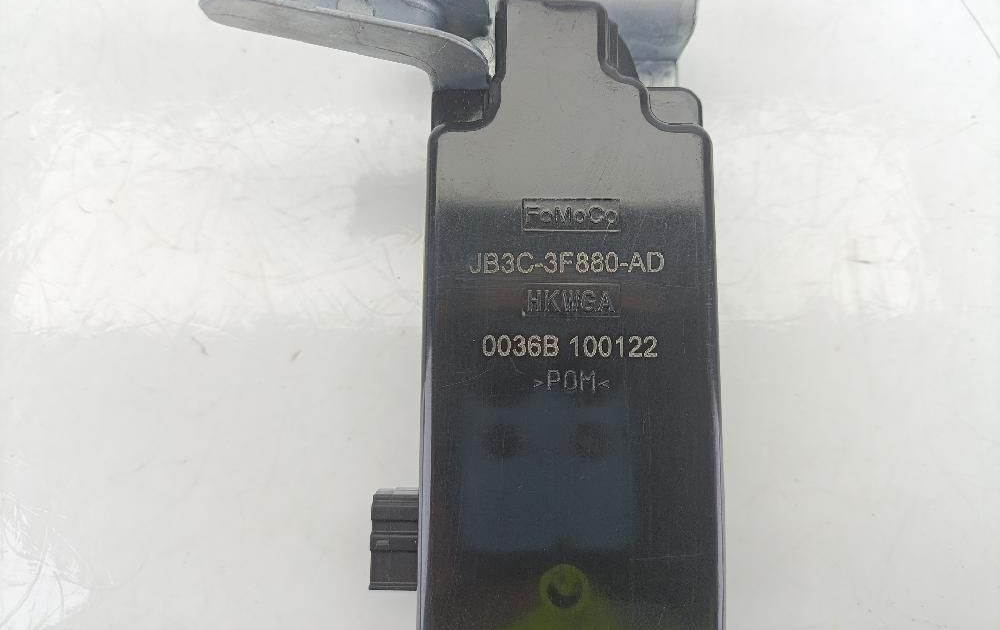 FoMoCo
JB3C-3F880-AD
HKWGA
0036B 100122
>POM<